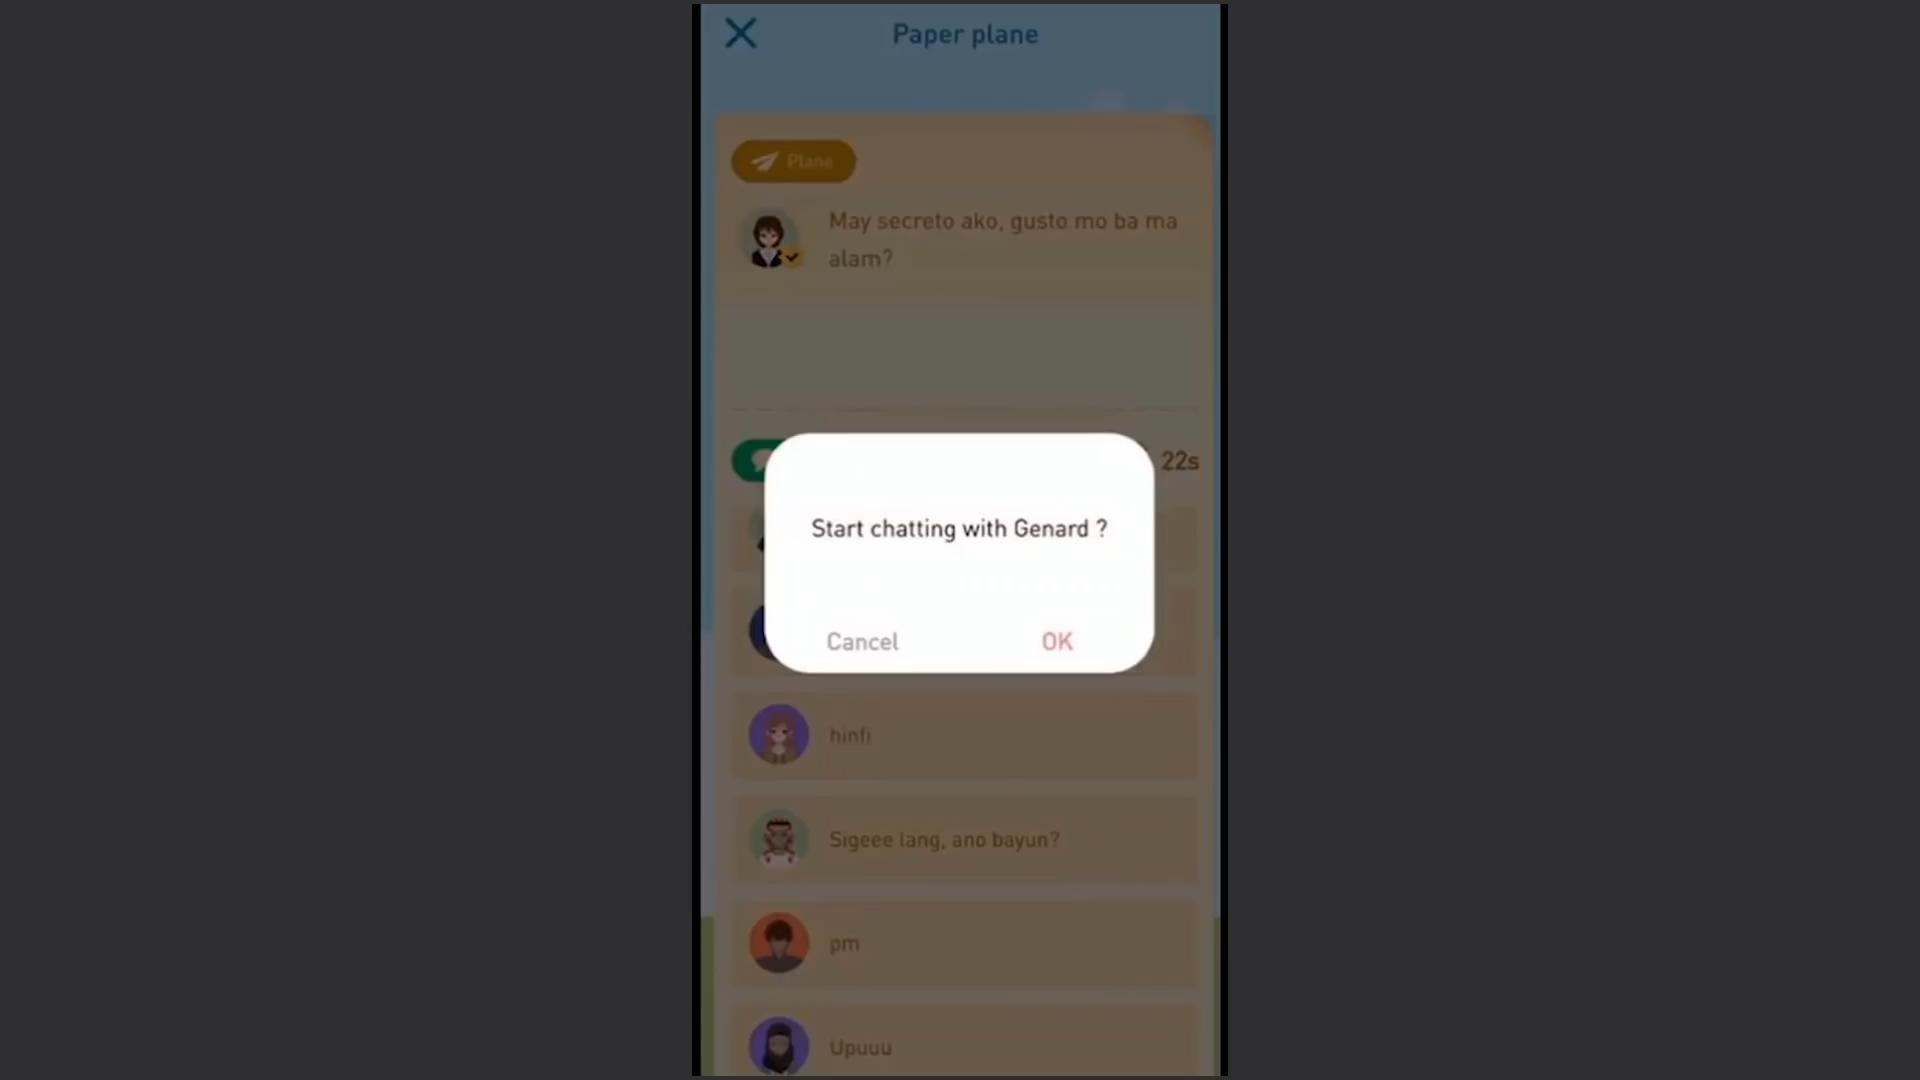 Paper plane
Plane
May secreto ako, gusto mo ba ma
alam?
22s
Start chatting with Genard ?
Cancel
OK
hinfi
Sigeee lang, ano bayun?
pm
Upuuu